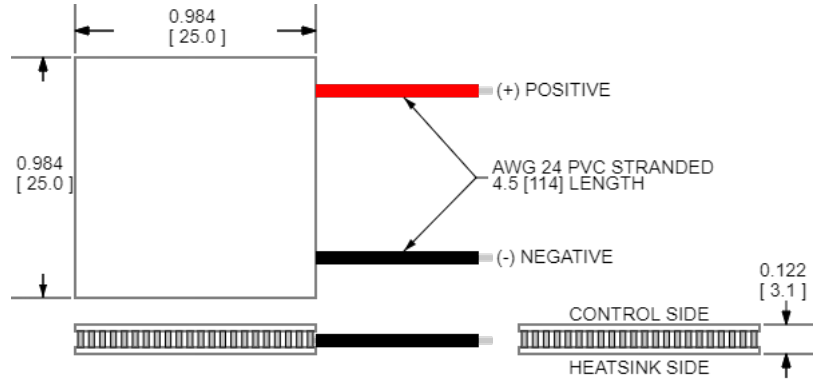 0.984
[ 25.0 ]
(+) POSITIVE
0.984
[ 25.0 ]
AWG 24 PVC STRANDED
4.5 [114] LENGTH
(-) NEGATIVE
0.122
[ 3.1 ]
CONTROL SIDE
HEATSINK SIDE